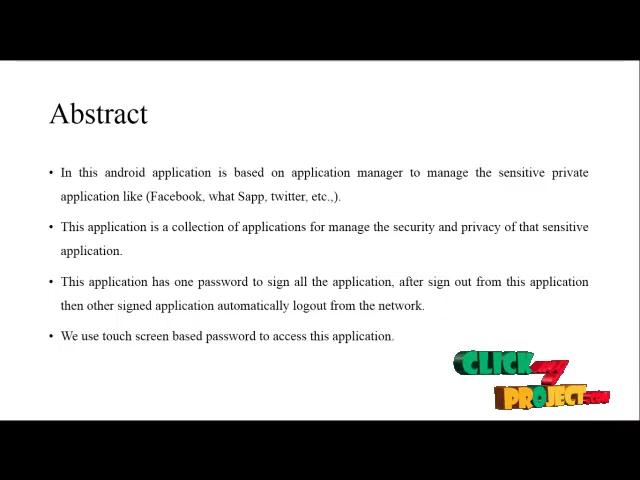 Abstract
• In this android application is based on application manager to manage the sensitive private
application like (Facebook, what Sapp, twitter, etc.,).
• This application is a collection of applications for manage the security and privacy of that sensitive
application.
• This application has one password to sign all the application, after sign out from this application
then other signed application automatically logout from the network.
• We use touch screen based password to access this application.
CLICK
PROJECT.COM